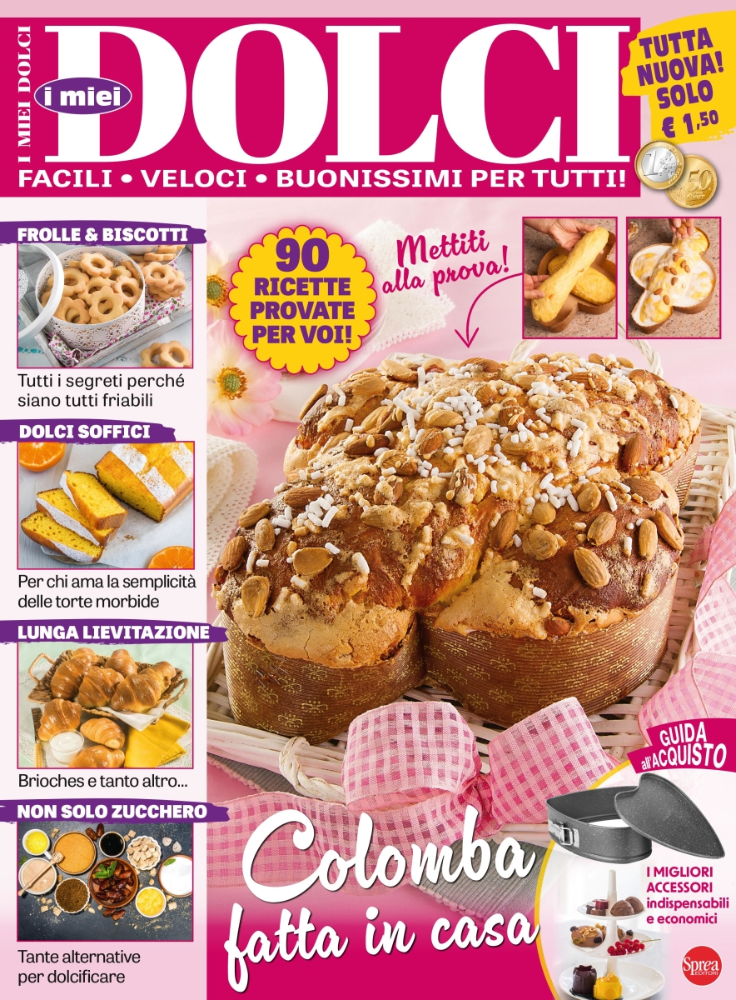 I MIEI DOLCI
i miei
DOLCI
FACILI • VELOCI • BUONISSIMI PER TUTTI!
TUTTA
NUOVA!
SOLO
€ 1,50
FROLLE & BISCOTTI
Tutti i segreti perché
siano tutti friabili
DOLCI SOFFICI
Per chi ama la semplicità
delle torte morbide
LUNGA LIEVITAZIONE
Brioches e tanto altro...
NON SOLO ZUCCHERO
Tante alternative
per dolcificare
90
RICETTE
PROVATE
PER VOI!
Mettiti
alla prova!
Colomba
fatta in casa
GUIDA
all'ACQUISTO
I MIGLIORI
ACCESSORI
indispensabili
e economici
Sprea
EDITORI
1
50